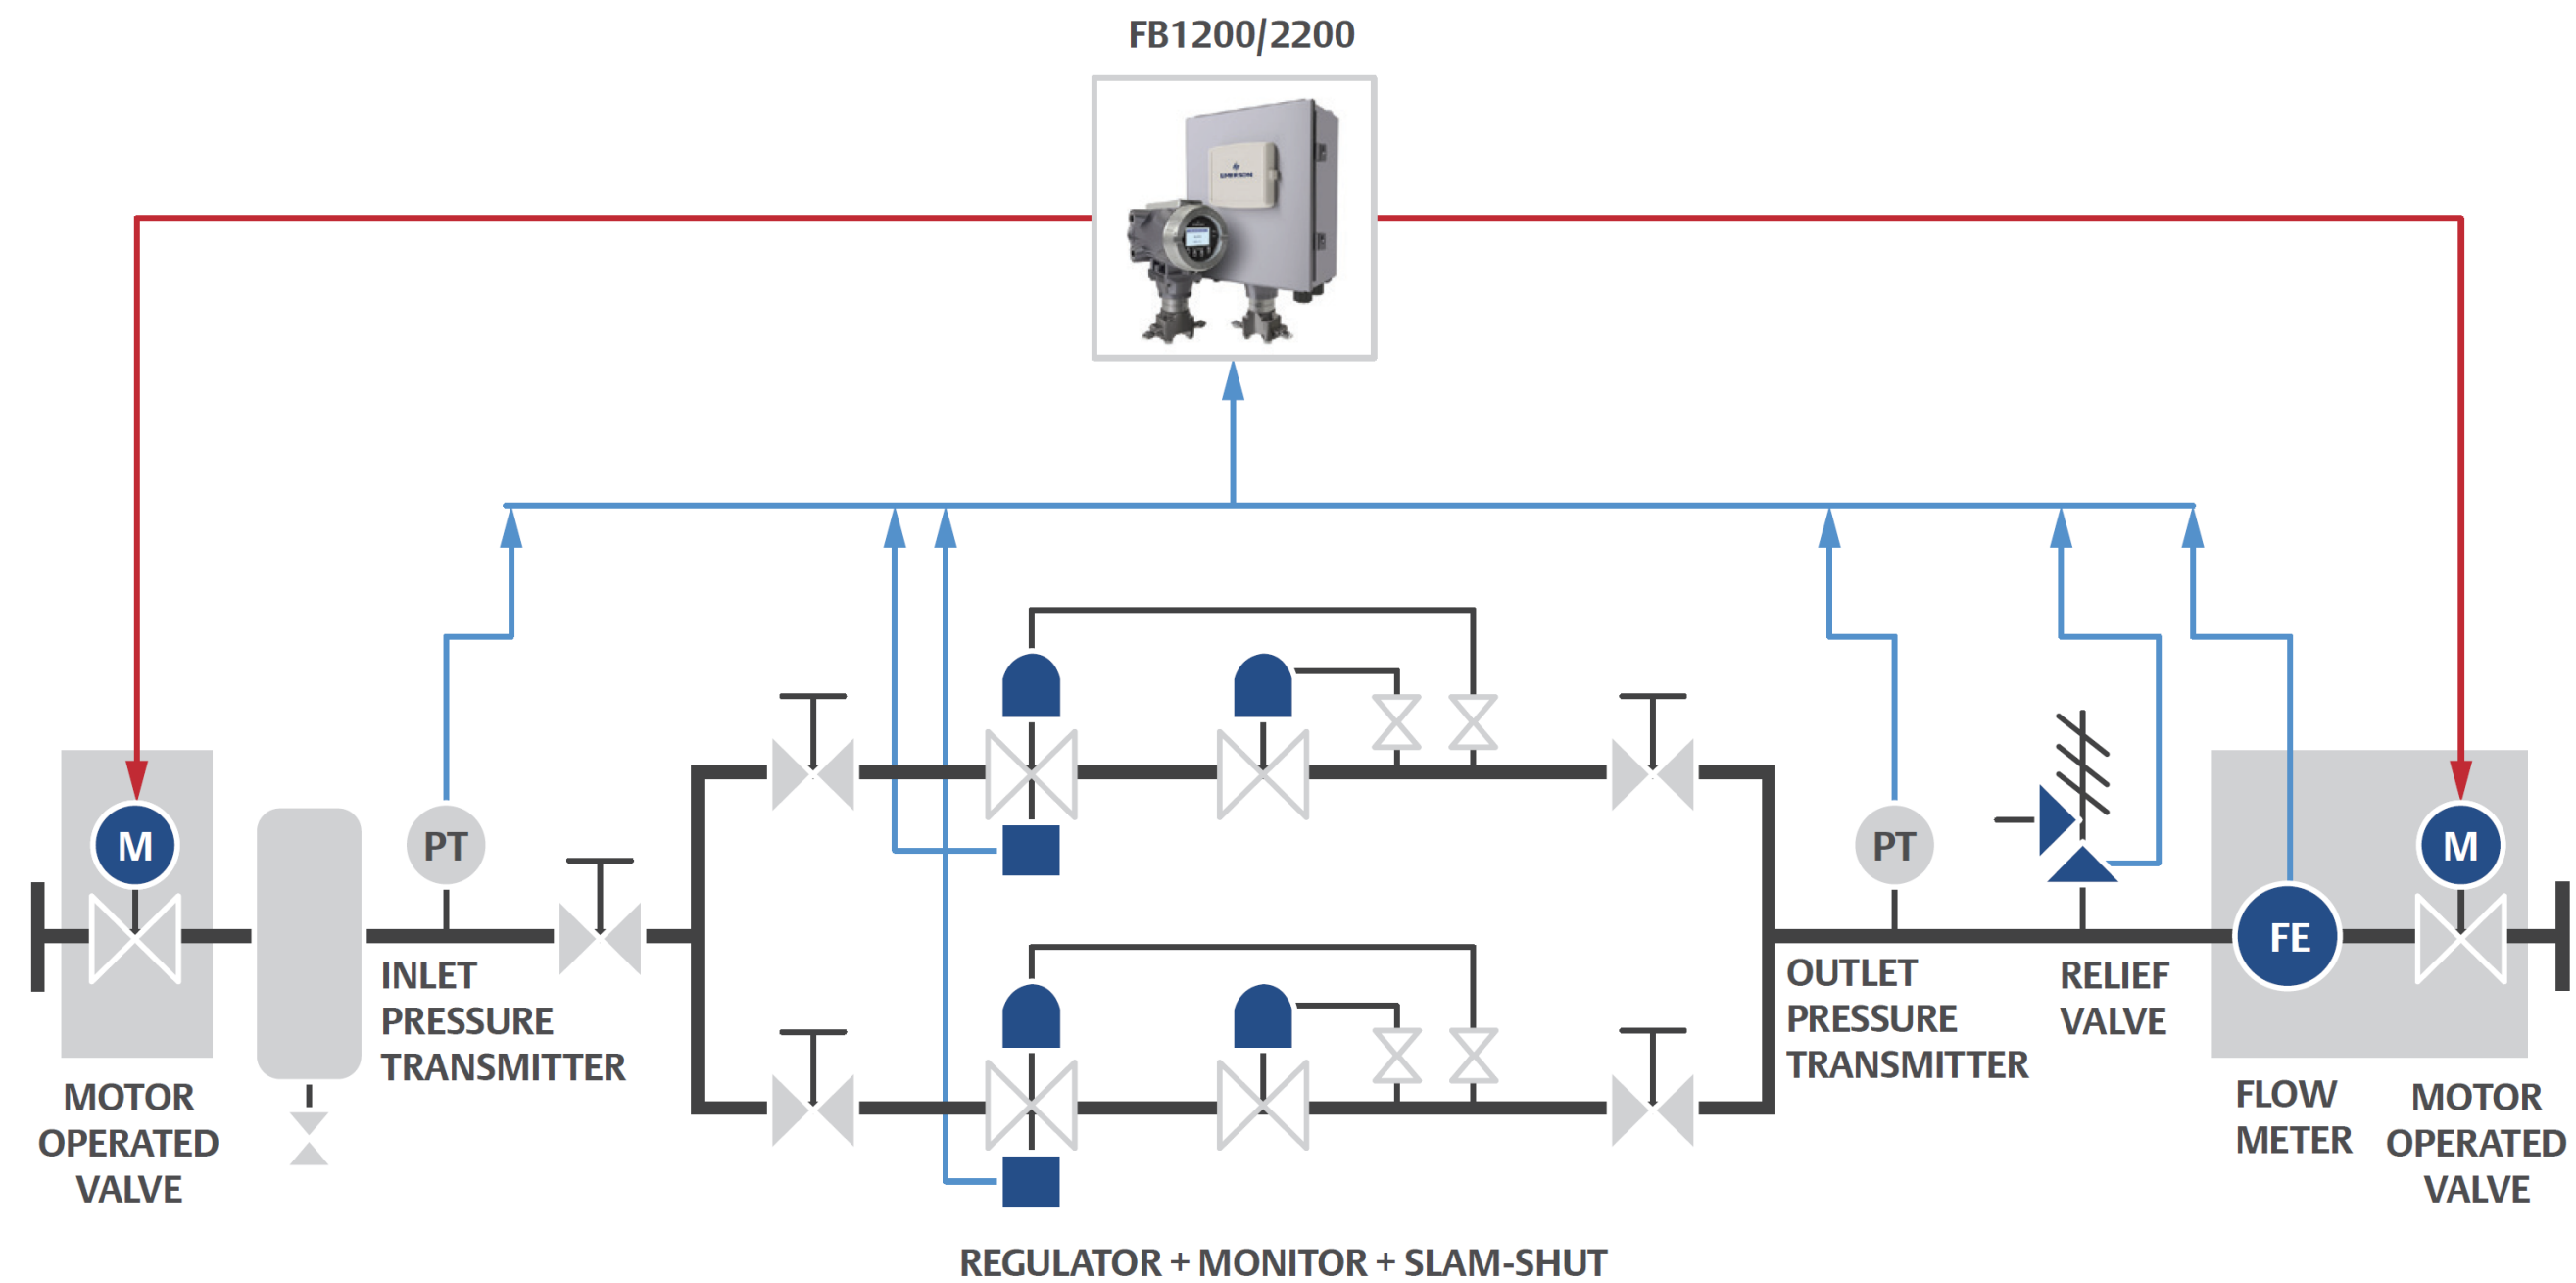 FB1200/2200
EMERSON
M
PT
PT
M
FE
INLET
PRESSURE
TRANSMITTER
OUTLET
PRESSURE
TRANSMITTER
RELIEF
VALVE
MOTOR
OPERATED
VALVE
FLOW
METER
MOTOR
OPERATED
VALVE
REGULATOR + MONITOR + SLAM-SHUT